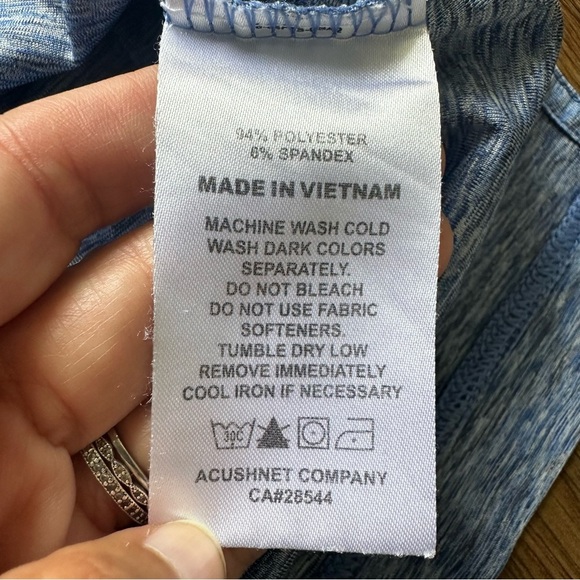 94% POLYESTER
6% SPANDEX
MADE IN VIETNAM
MACHINE WASH COLD
WASH DARK COLORS
SEPARATELY.
DO NOT BLEACH
DO NOT USE FABRIC
SOFTENERS.
TUMBLE DRY LOW
REMOVE IMMEDIATELY
COOL IRON IF NECESSARY
30C
ACUSHNET COMPANY
CA#28544